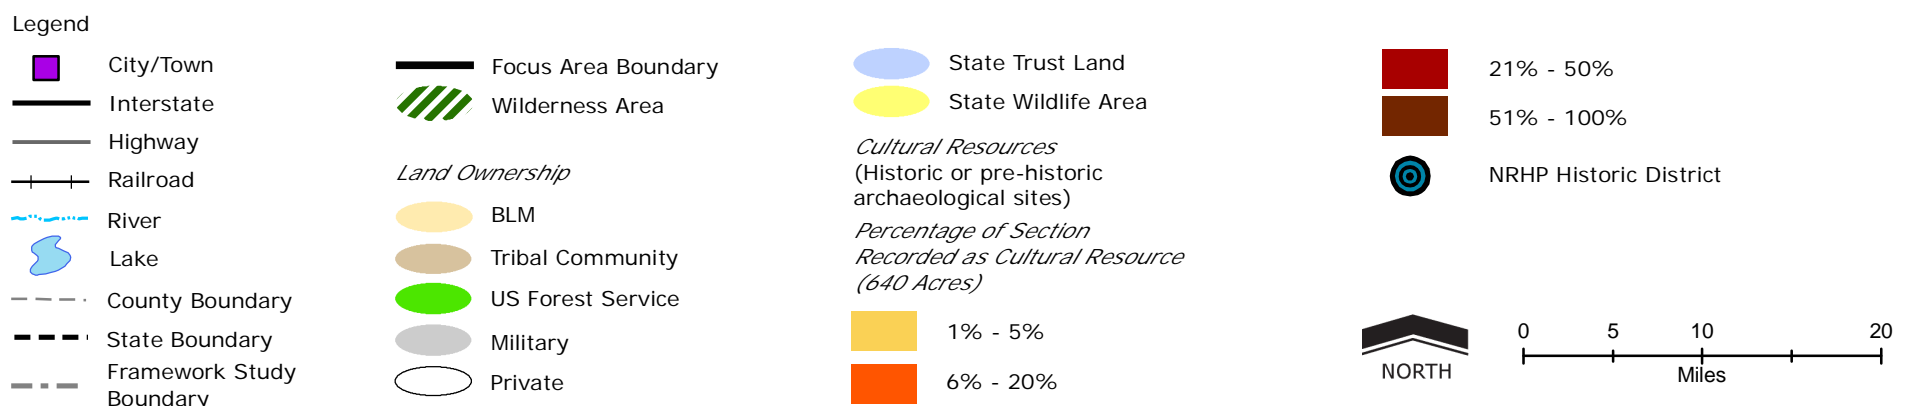 Legend
City/Town
Interstate
Highway
Railroad
River
Lake
County Boundary
State Boundary
Framework Study
Boundary
Focus Area Boundary
Wilderness Area
Land Ownership
BLM
Tribal Community
US Forest Service
Military
Private
State Trust Land
State Wildlife Area
Cultural Resources
(Historic or pre-historic
archaeological sites)
Percentage of Section
Recorded as Cultural Resource
(640 Acres)
1% - 5%
6% - 20%
21% - 50%
51% - 100%
NRHP Historic District
NORTH
0 5 10 20
Miles